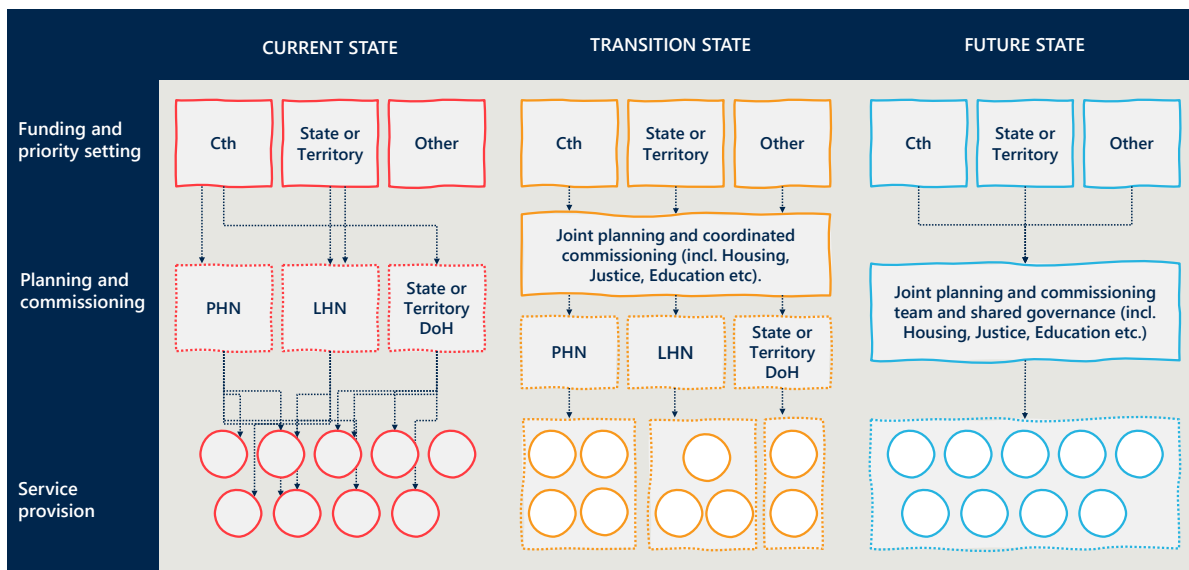 CURRENT STATE
TRANSITION STATE
FUTURE STATE
Funding and
priority setting
Cth
State or
Territory
Other
Cth
State or
Territory
Other
Cth
State or
Territory
Other
Planning and
commissioning
PHN
LHN
State or
Territory
DoH
Joint planning and coordinated
commissioning (incl. Housing,
Justice, Education etc).
PHN
LHN
State or
Territory
DoH
Joint planning and commissioning
team and shared governance (incl.
Housing, Justice, Education etc.)
Service
provision